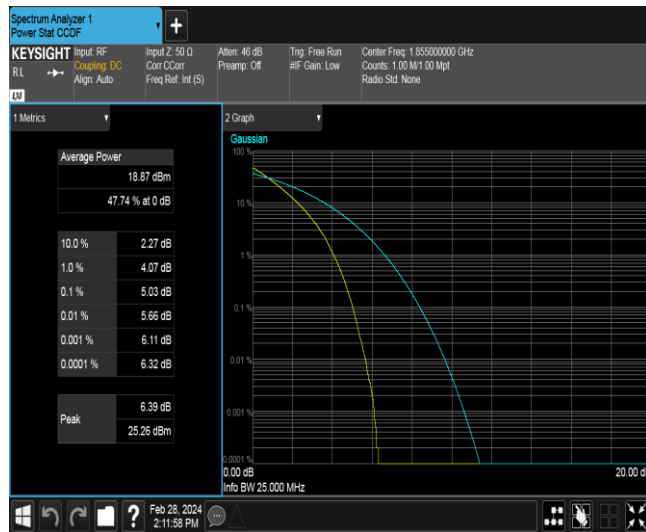 Spectrum Analyzer 1
Power Stat CCDF
+
KEYSIGHT
RL
LXI
Input: RF
Coupling: DC
Align: Auto
Input Z: 50 Ω
Corr CCorr
Freq Ref: Int (S)
Atten: 46 dB
Preamp: Off
Trig: Free Run
#IF Gain: Low
Center Freq: 1.855000000 GHz
Counts: 1.00 M/1.00 Mpt
Radio Std: None
1 Metrics
Average Power
18.87 dBm
47.74 % at 0 dB
10.0 % 2.27 dB
1.0 % 4.07 dB
0.1 % 5.03 dB
0.01 % 5.66 dB
0.001 % 6.11 dB
0.0001 % 6.32 dB
Peak
6.39 dB
25.26 dBm
2 Graph
Gaussian
100 %
10 %
1 %
0.1 %
0.01 %
0.001 %
0.0001 %
0.00 dB
20.00 d
Info BW 25.000 MHz
?
Feb 28, 2024
2:11:58 PM